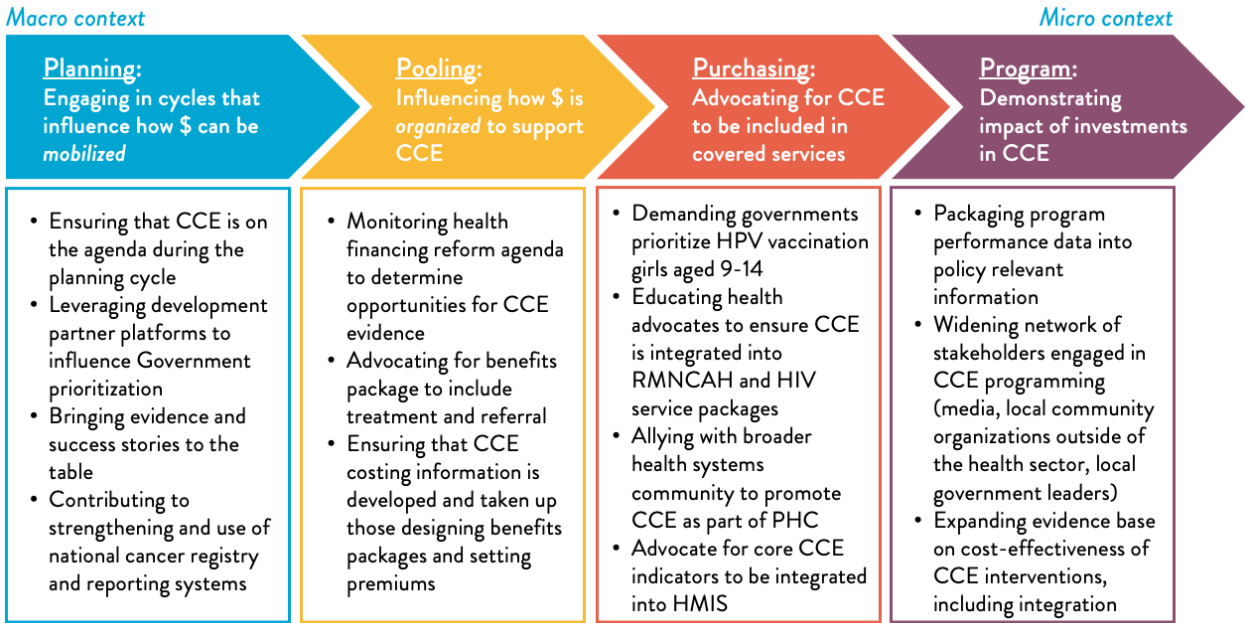 Macro context
Micro context
Planning:
Engaging in cycles that
influence how $ can be
mobilized
Pooling:
Influencing how $ is
organized to support
CCE
Purchasing:
Advocating for CCE
to be included in
covered services
Program:
Demonstrating
impact of investments
in CCE
• Ensuring that CCE is on
the agenda during the
planning cycle
• Leveraging development
partner platforms to
influence Government
prioritization
• Bringing evidence and
success stories to the
table
• Contributing to
strengthening and use of
national cancer registry
and reporting systems
• Monitoring health
financing reform agenda
to determine
opportunities for CCE
evidence
• Advocating for benefits
package to include
treatment and referral
• Ensuring that CCE
costing information is
developed and taken up
those designing benefits
packages and setting
premiums
• Demanding governments
prioritize HPV vaccination
girls aged 9-14
• Educating health
advocates to ensure CCE
is integrated into
RMNCAH and HIV
service packages
• Allying with broader
health systems
community to promote
CCE as part of PHC
• Advocate for core CCE
indicators to be integrated
into HMIS
• Packaging program
performance data into
policy relevant
information
• Widening network of
stakeholders engaged in
CCE programming
(media, local community
organizations outside of
the health sector, local
government leaders)
• Expanding evidence base
on cost-effectiveness of
CCE interventions,
including integration